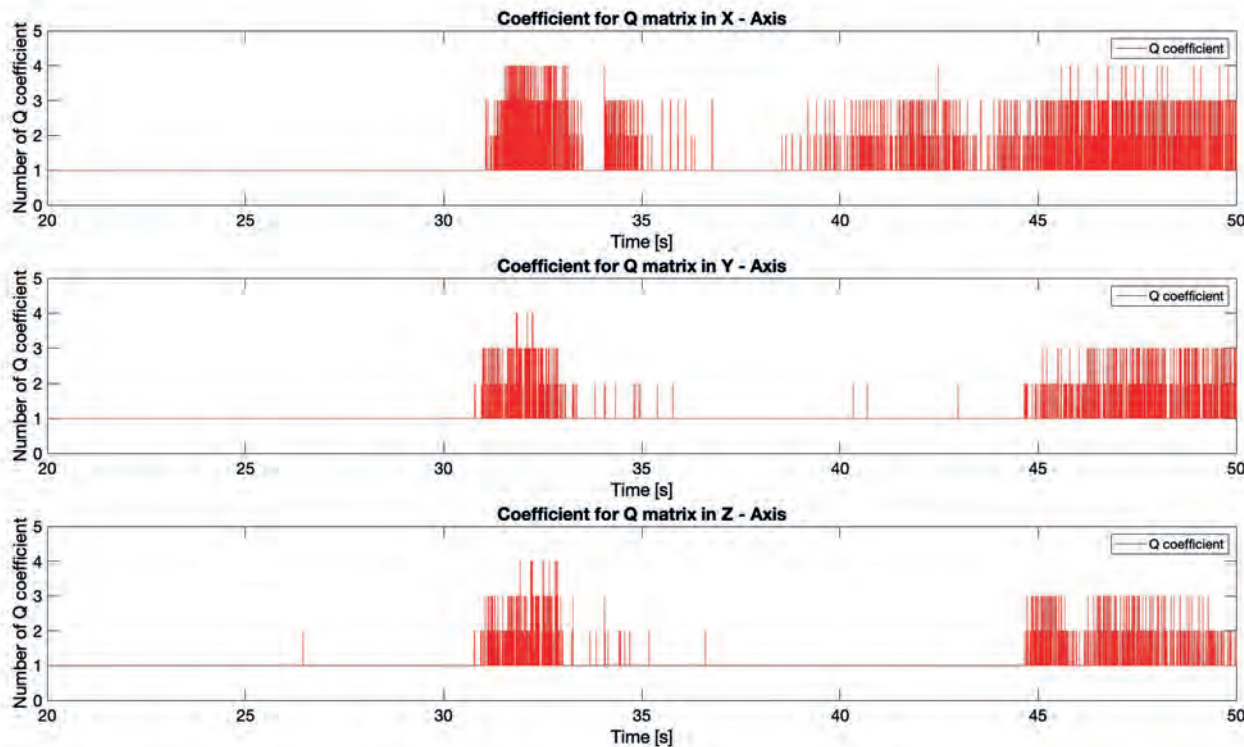 Coefficient for Q matrix in X - Axis
Number of Q coefficient
5
4
3
2
1
0
Q coefficient
20 25 30 35 40 45 50
Time [s]
Coefficient for Q matrix in Y - Axis
Number of Q coefficient
5
4
3
2
1
0
Q coefficient
20 25 30 35 40 45 50
Time [s]
Coefficient for Q matrix in Z - Axis
Number of Q coefficient
5
4
3
2
1
0
Q coefficient
20 25 30 35 40 45 50
Time [s]